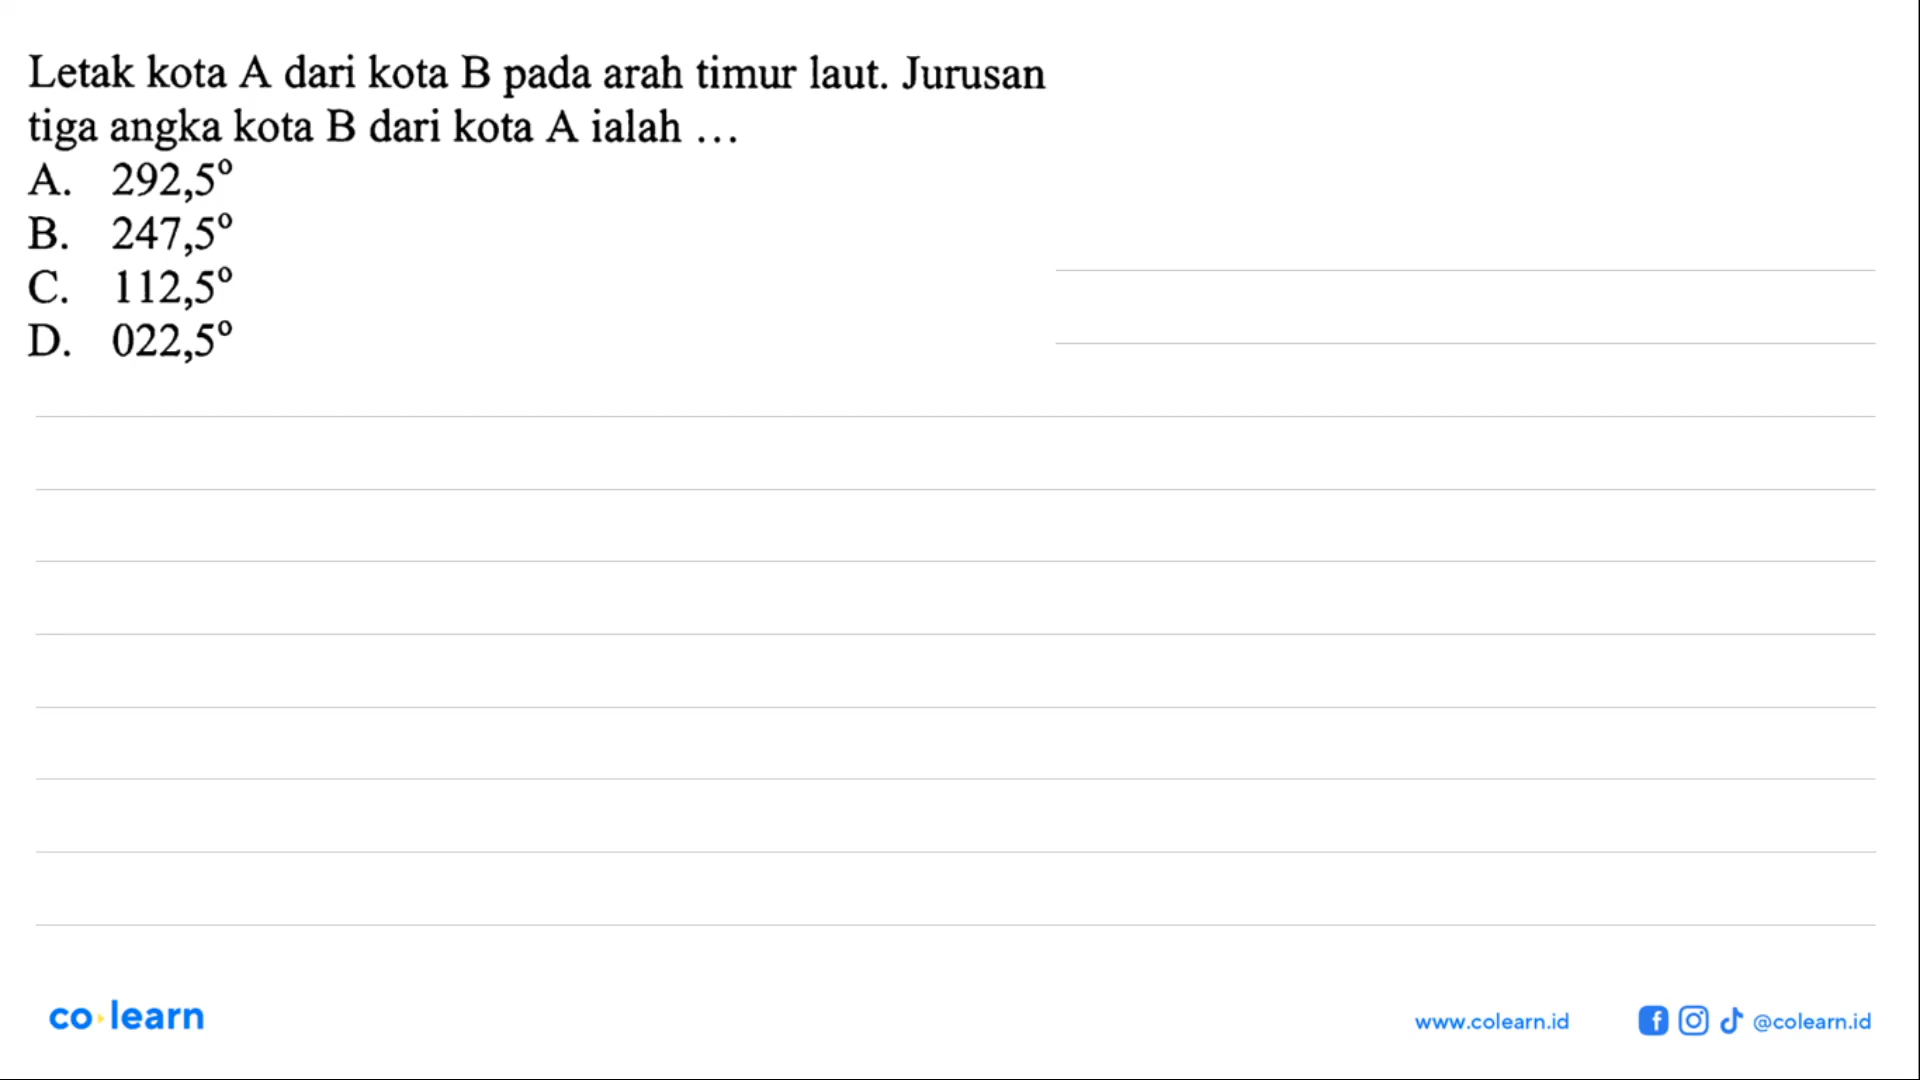 Letak kota A dari kota B pada arah timur laut. Jurusan
tiga angka kota B dari kota A ialah ...
A. 292,5°
B. 247,5°
C. 112,5°
D. 022,5°
co learn
www.colearn.id
@colearn.id